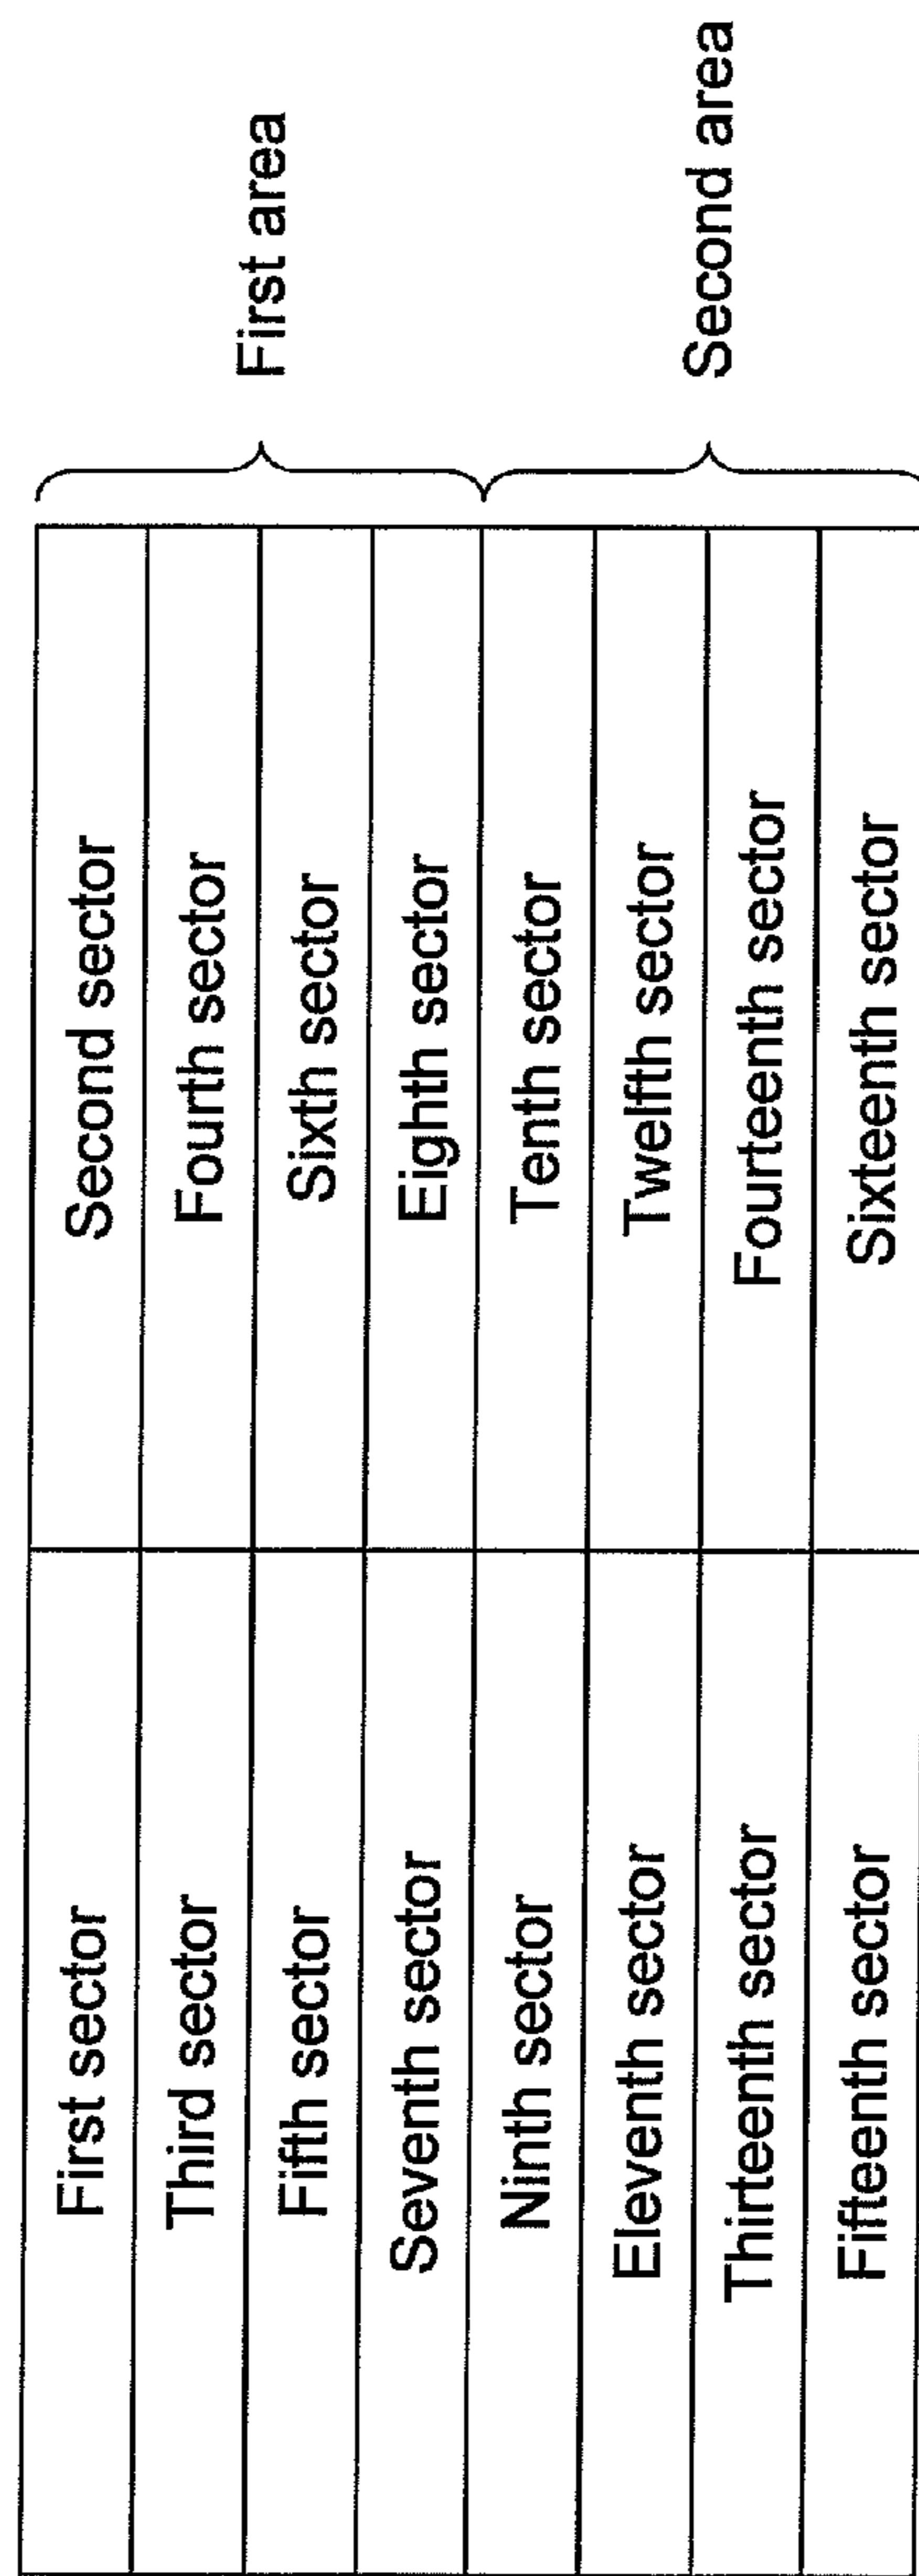 First sector Second sector
Third sector Fourth sector
Fifth sector Sixth sector
Seventh sector Eighth sector
First area
Ninth sector Tenth sector
Eleventh sector Twelfth sector
Thirteenth sector Fourteenth sector
Fifteenth sector Sixteenth sector
Second area